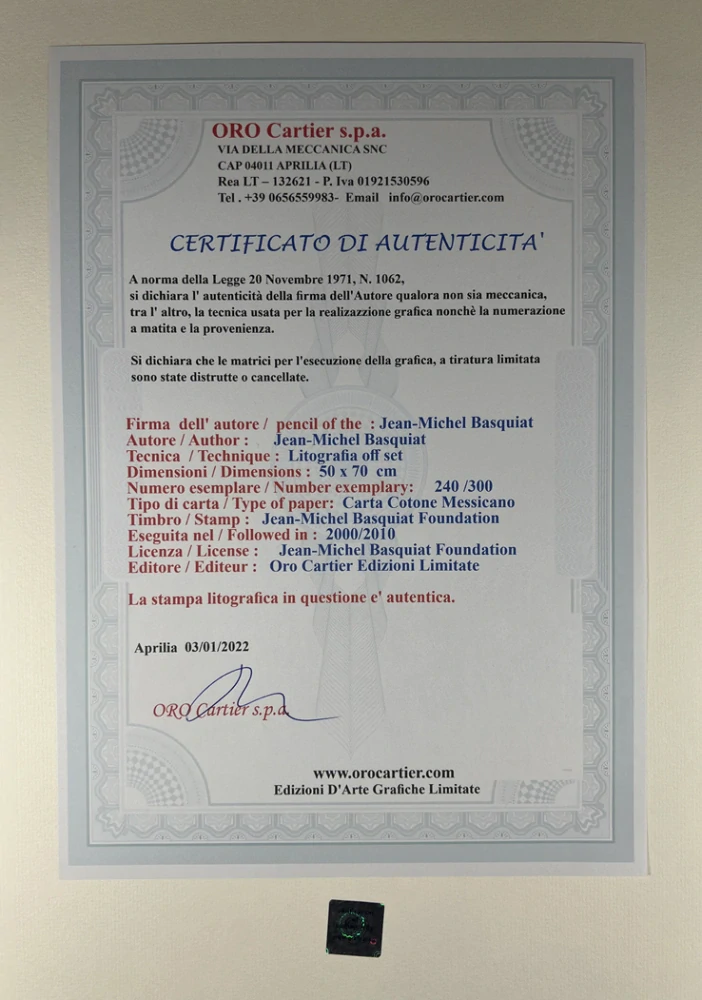 ORO Cartier s.p.a.
VIA DELLA MECCANICA SNC
CAP 04011 APRILIA (LT)
Rea LT – 132621 - P. Iva 01921530596
Tel . +39 0656559983- Email info@orocartier.com
CERTIFICATO DI AUTENTICITA'
A norma della Legge 20 Novembre 1971, N. 1062,
si dichiara l' autenticità della firma dell'Autore qualora non sia meccanica,
tra l' altro, la tecnica usata per la realizazzione grafica nonchè la numerazione
a matita e la provenienza.
Si dichiara che le matrici per l'esecuzione della grafica, a tiratura limitata
sono state distrutte o cancellate.
Firma dell' autore / pencil of the : Jean-Michel Basquiat
Autore / Author : Jean-Michel Basquiat
Tecnica / Technique : Litografia off set
Dimensioni / Dimensions : 50 x 70 cm
Numero esemplare / Number exemplary: 240 /300
Tipo di carta / Type of paper: Carta Cotone Messicano
Timbro / Stamp : Jean-Michel Basquiat Foundation
Eseguita nel / Followed in : 2000/2010
Licenza / License : Jean-Michel Basquiat Foundation
Editore / Editeur : Oro Cartier Edizioni Limitate
La stampa litografica in questione e' autentica.
Aprilia 03/01/2022
ORO Cartier s.p.a.
www.orocartier.com
Edizioni D'Arte Grafiche Limitate